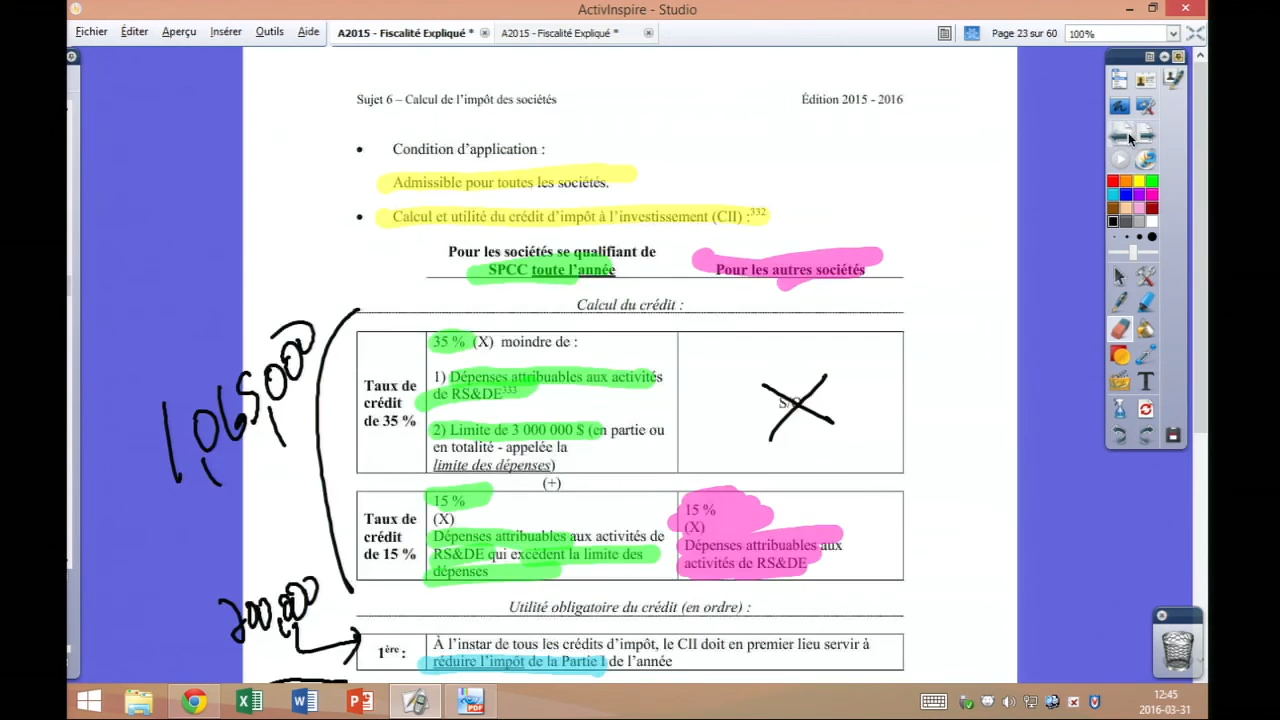 ActivInspire - Studio
Fichier Éditer Aperçu Insérer Outils Aide
A2015 - Fiscalité Expliqué *
A2015 - Fiscalité Expliqué *
Page 23 sur 60
100%
Sujet 6 – Calcul de l'impôt des sociétés
Édition 2015 - 2016
• Condition d'application :
Admissible pour toutes les sociétés.
• Calcul et utilité du crédit d'impôt à l'investissement (CII) :332
Pour les sociétés se qualifiant de
SPCC toute l'année
Pour les autres sociétés
Calcul du crédit :
Taux de
crédit
de 35 %
35 % (X) moindre de :
1) Dépenses attribuables aux activités
de RS&DE333
2) Limite de 3 000 000 $ (en partie ou
en totalité - appelée la
limite des dépenses)
S/O
(+)
Taux de
crédit
de 15 %
15 %
(X)
Dépenses attribuables aux activités de
RS&DE qui excèdent la limite des
dépenses
15 %
(X)
Dépenses attribuables aux
activités de RS&DE
1,065,000
200,000
Utilité obligatoire du crédit (en ordre) :
1ère :
À l'instar de tous les crédits d'impôt, le CII doit en premier lieu servir à
réduire l'impôt de la Partie I de l'année
12:45
2016-03-31